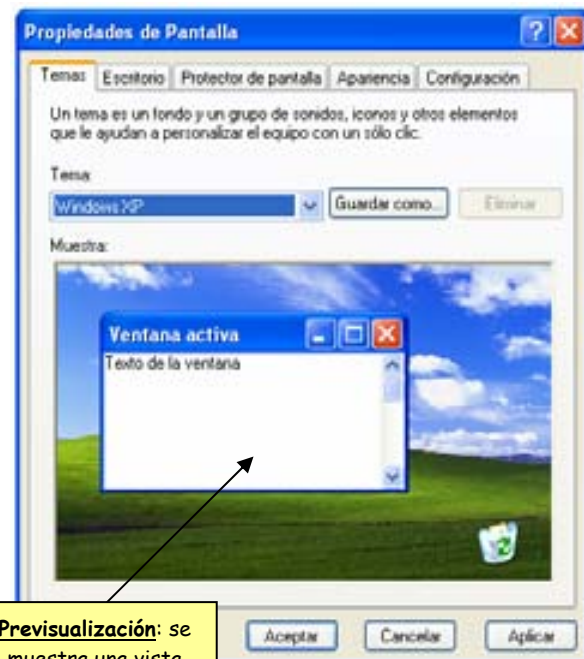 Propiedades de Pantalla
Temas Escritorio Protector de pantalla Apariencia Configuración
Un tema es un fondo y un grupo de sonidos, iconos y otros elementos
que le ayudan a personalizar el equipo con un sólo clic.
Tema:
Windows XP Guardar como... Eliminar
Muestra:
Ventana activa
Texto de la ventana
Previsualización: se
muestra una vista
Aceptar Cancelar Aplicar